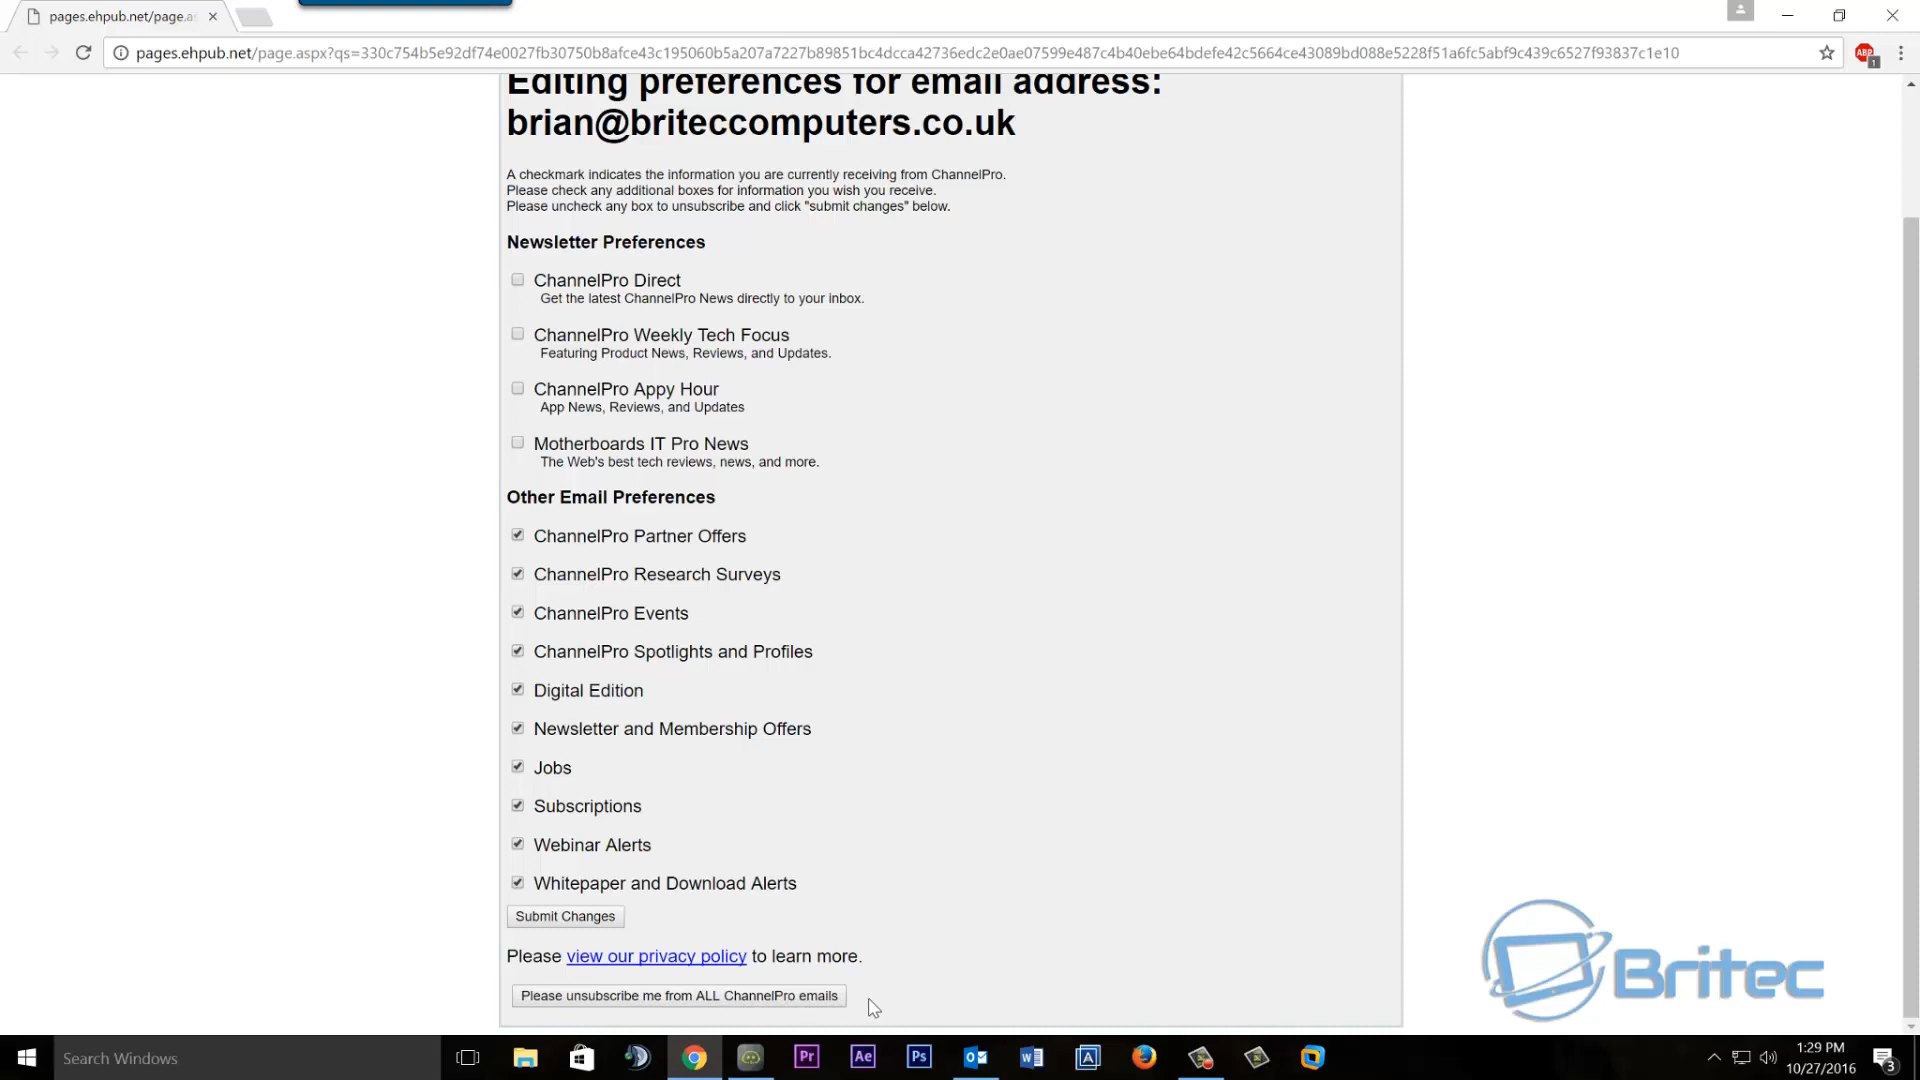 pages.ehpub.net/page.a
pages.ehpub.net/page.aspx?qs=330c754b5e92df74e0027fb30750b8afce43c195060b5a207a7227b89851bc4dcca42736edc2e0ae07599e487c4b40ebe64bdefe42c5664ce43089bd088e5228f51a6fc5abf9c439c6527f93837c1e10
ABP
1
Editing preferences for email address:
brian@briteccomputers.co.uk
A checkmark indicates the information you are currently receiving from ChannelPro.
Please check any additional boxes for information you wish you receive.
Please uncheck any box to unsubscribe and click "submit changes" below.
Newsletter Preferences
ChannelPro Direct
Get the latest ChannelPro News directly to your inbox.
ChannelPro Weekly Tech Focus
Featuring Product News, Reviews, and Updates.
ChannelPro Appy Hour
App News, Reviews, and Updates
Motherboards IT Pro News
The Web's best tech reviews, news, and more.
Other Email Preferences
ChannelPro Partner Offers
ChannelPro Research Surveys
ChannelPro Events
ChannelPro Spotlights and Profiles
Digital Edition
Newsletter and Membership Offers
Jobs
Subscriptions
Webinar Alerts
Whitepaper and Download Alerts
Submit Changes
Please view our privacy policy to learn more.
Please unsubscribe me from ALL ChannelPro emails
Britec
Search Windows
Pr
Ae
Ps
1:29 PM
10/27/2016
3